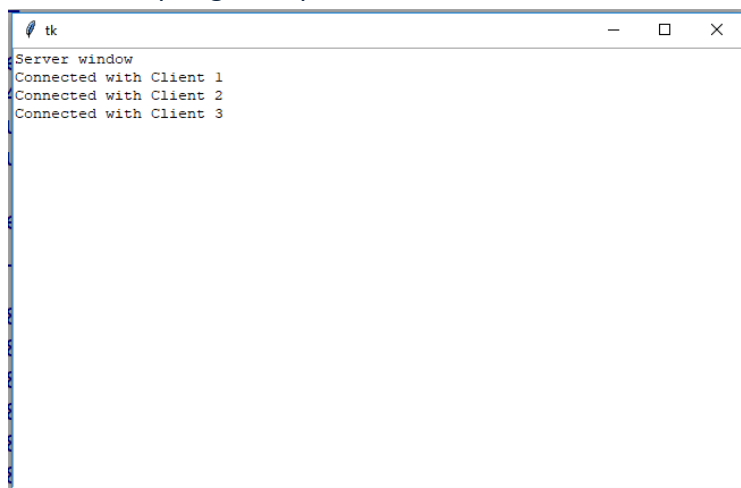 tk
Server window
Connected with Client 1
Connected with Client 2
Connected with Client 3